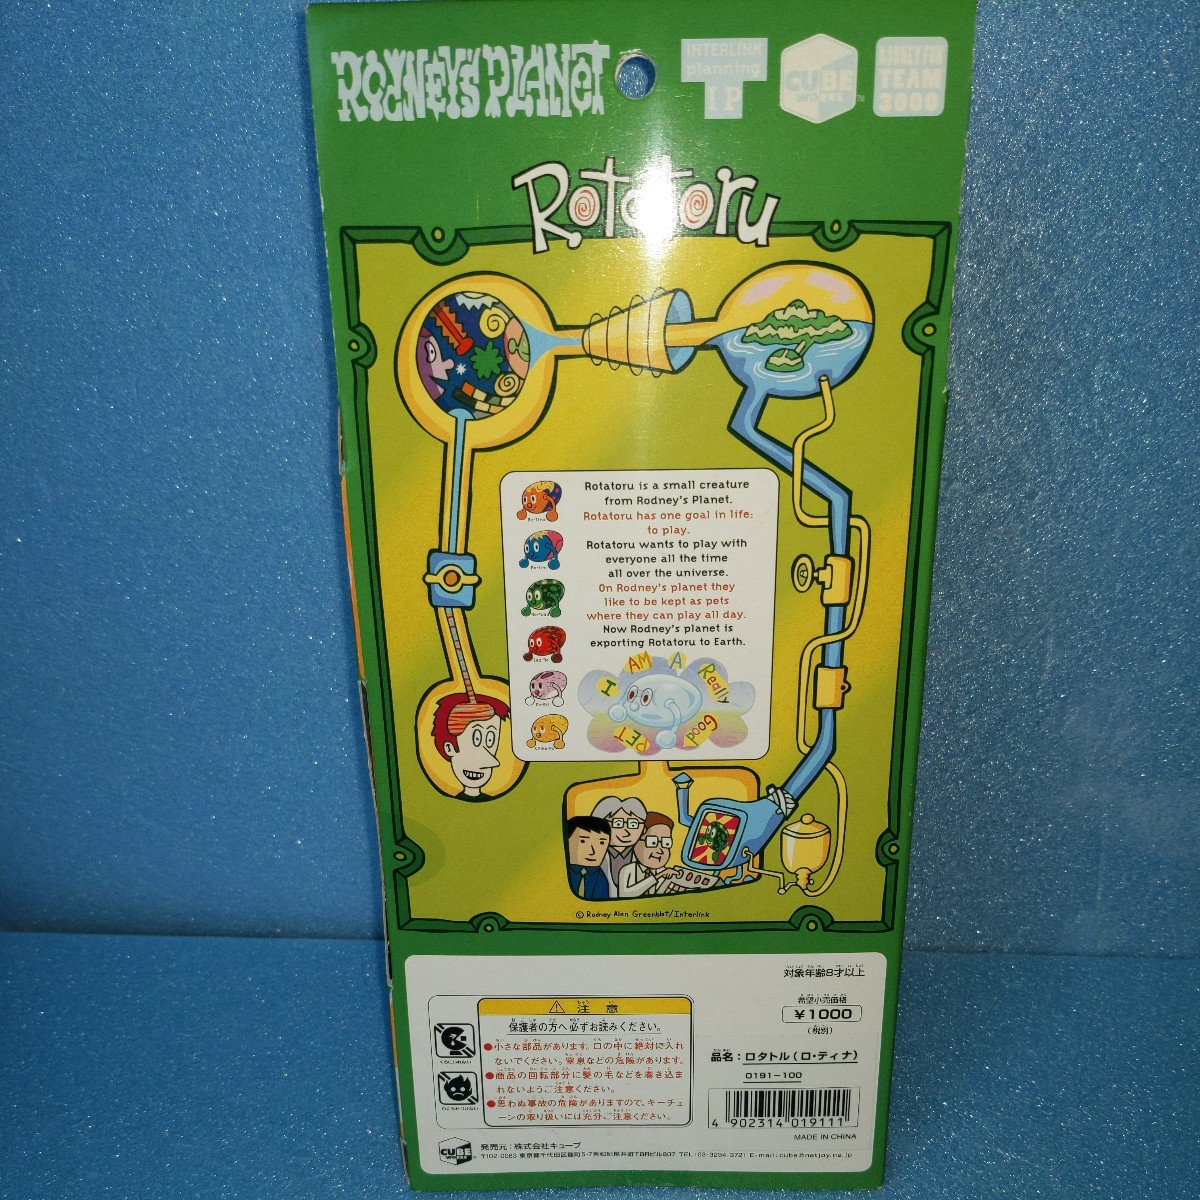 RODNEY'S PLANET
INTERLINK
planning
IP
CUBE
WORKS
TM
RODNEY FUN
TEAM
3000
Rotatoru
Rotatoru is a small creature
from Rodney's Planet.
Rotatoru has one goal in life:
to play.
Rotatoru wants to play with
everyone all the time
all over the universe.
On Rodney's planet they
like to be kept as pets
where they can play all day.
Now Rodney's planet is
exporting Rotatoru to Earth.
I AM A Really Good PET
© Rodney Alan Greenblat/Interlink
対象年齢8才以上
希望小売価格
¥1000
(税別)
品名:ロタトル(ロ・ティナ)
0191-100
4 902314 019111
MADE IN CHINA
注意
保護者の方へ必ずお読みください。
●小さな部品があります。口の中に絶対に入れ
ないでください。窒息などの危険があります。
●商品の回転部分に髪の毛などを巻き込ま
れないようご注意ください。
●思わぬ事故の危険がありますので、キーチェ
ーンの取り扱いには充分ご注意ください。
CUBE
WORKS
発売元:株式会社キューブ